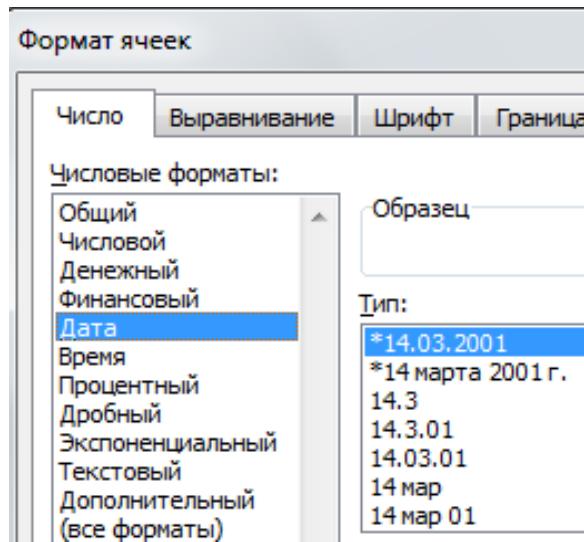 Формат ячеек
Число
Выравнивание
Шрифт
Граница
Числовые форматы:
Общий
Числовой
Денежный
Финансовый
Дата
Время
Процентный
Дробный
Экспоненциальный
Текстовый
Дополнительный
(все форматы)
Образец
Тип:
*14.03.2001
*14 марта 2001 г.
14.3
14.3.01
14.03.01
14 мар
14 мар 01